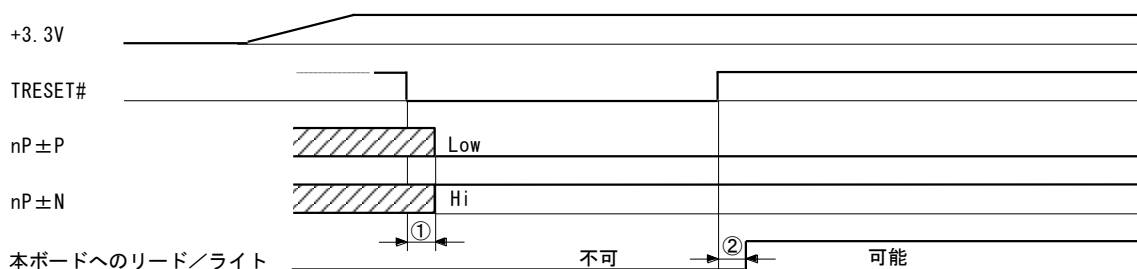 +3.3V
TRESET#
nP±P
Low
nP±N
Hi
①
②
本ボードへのリード／ライト
不可
可能